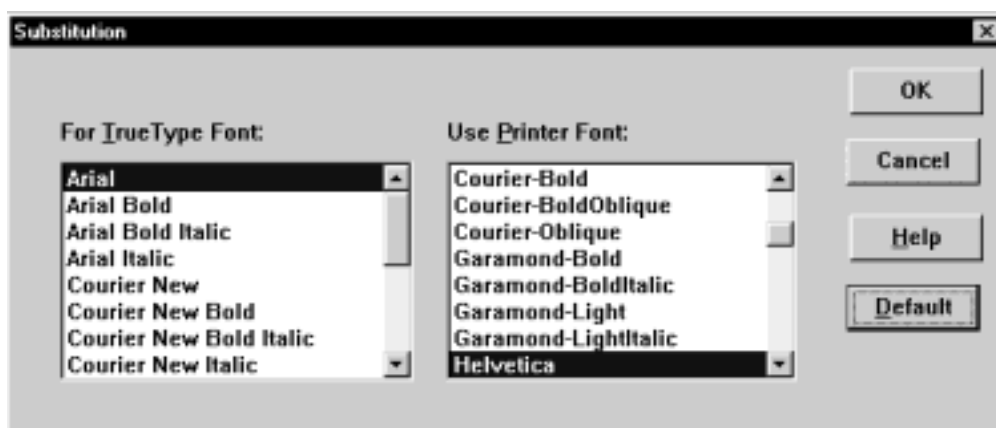 Substitution
For TrueType Font:
Arial
Arial Bold
Arial Bold Italic
Arial Italic
Courier New
Courier New Bold
Courier New Bold Italic
Courier New Italic
Use Printer Font:
Courier-Bold
Courier-BoldOblique
Courier-Oblique
Garamond-Bold
Garamond-BoldItalic
Garamond-Light
Garamond-LightItalic
Helvetica
OK
Cancel
Help
Default